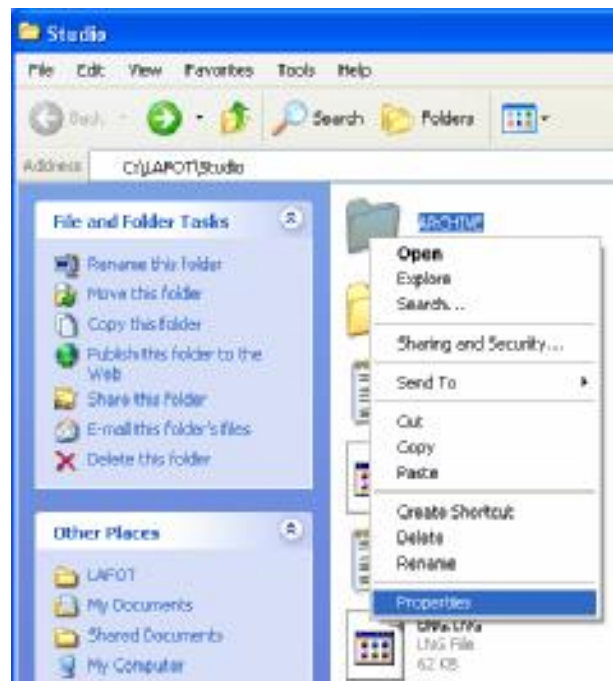 Studio
File Edit View Favorites Tools Help
Back Search Folders
Address C:\LAFOT\Studio
File and Folder Tasks
Rename this folder
Move this folder
Copy this folder
Publish this folder to the
Web
Share this folder
E-mail this folder's files
Delete this folder
Other Places
LAFOT
My Documents
Shared Documents
My Computer
ARCHIVE
Open
Explore
Search...
Sharing and Security...
Send To
Cut
Copy
Paste
Create Shortcut
Delete
Rename
Properties
LNG File
62 KB